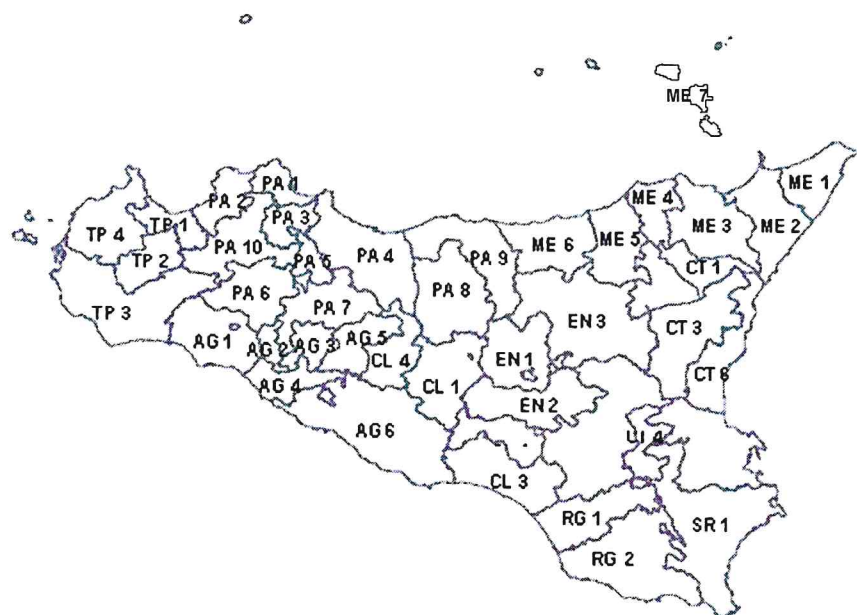 ME 7
PA 1
PA 2
ME 4
ME 1
TP 1
PA 3
ME 3
ME 2
TP 4
PA 10
PA 4
PA 9
ME 6
ME 5
TP 2
PA 5
CT 1
PA 6
PA 8
TP 3
PA 7
EN 3
CT 3
AG 1
AG 2
AG 3
AG 5
CL 4
EN 1
CT 6
AG 4
CL 1
EN 2
AG 6
CL 3
RG 1
SR 1
RG 2